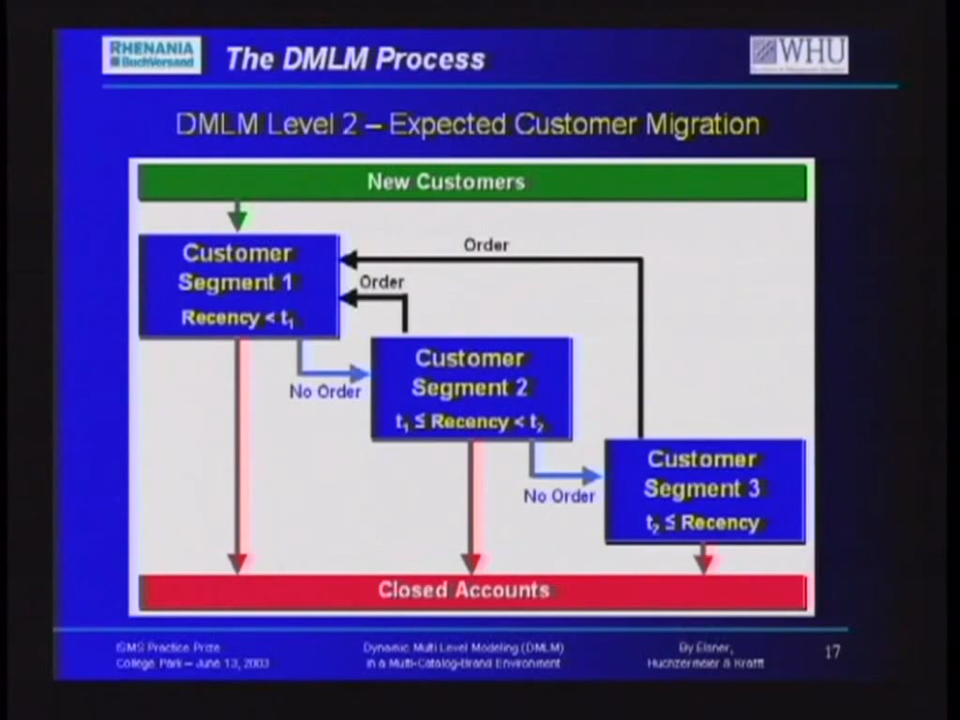 RHENANIA
BuchVersand
The DMLM Process
WHU
DMLM Level 2 – Expected Customer Migration
New Customers
Order
Customer
Segment 1
Recency < t1
Order
No Order
Customer
Segment 2
t1 ≤ Recency < t2
No Order
Customer
Segment 3
t2 ≤ Recency
Closed Accounts
ISMS Practice Prize
College Park – June 13, 2003
Dynamic Multi Level Modeling (DMLM)
in a Multi-Catalog-Brand Environment
By Elsner,
Huchzermeier & Krafft
17